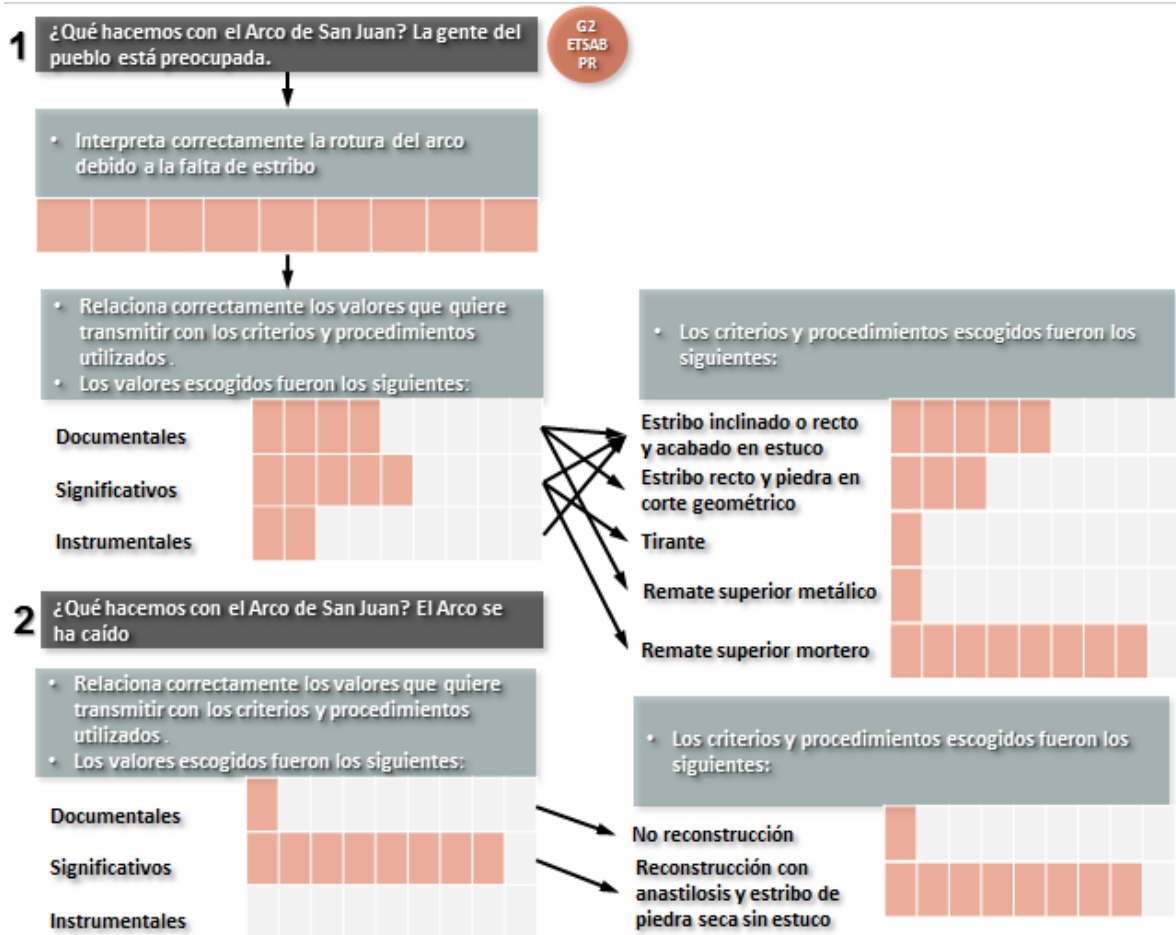 1
¿Qué hacemos con el Arco de San Juan? La gente del
pueblo está preocupada.
G2
ETSAB
PR
• Interpreta correctamente la rotura del arco
debido a la falta de estribo
• Relaciona correctamente los valores que quiere
transmitir con los criterios y procedimientos
utilizados .
• Los valores escogidos fueron los siguientes:
Documentales
Significativos
Instrumentales
• Los criterios y procedimientos escogidos fueron los
siguientes:
Estribo inclinado o recto
y acabado en estuco
Estribo recto y piedra en
corte geométrico
Tirante
Remate superior metálico
Remate superior mortero
2
¿Qué hacemos con el Arco de San Juan? El Arco se
ha caído
• Relaciona correctamente los valores que quiere
transmitir con los criterios y procedimientos
utilizados .
• Los valores escogidos fueron los siguientes:
Documentales
Significativos
Instrumentales
• Los criterios y procedimientos escogidos fueron los
siguientes:
No reconstrucción
Reconstrucción con
anastilosis y estribo de
piedra seca sin estuco